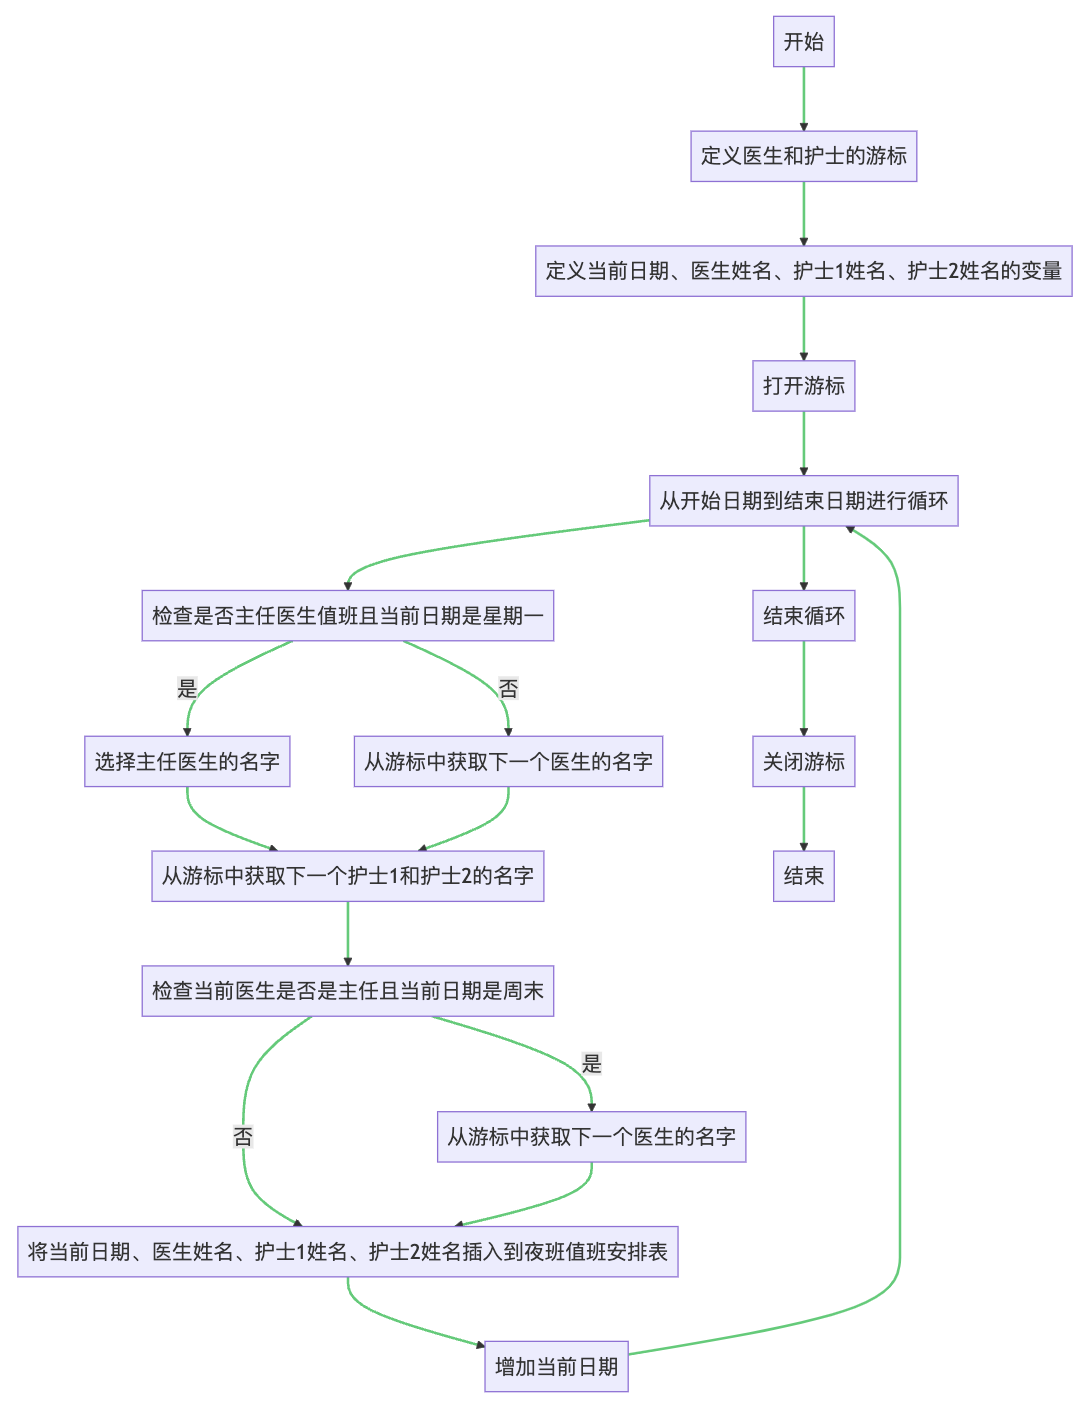 开始
定义医生和护士的游标
定义当前日期、医生姓名、护士1姓名、护士2姓名的变量
打开游标
从开始日期到结束日期进行循环
检查是否主任医生值班且当前日期是星期一
结束循环
是
否
选择主任医生的名字
从游标中获取下一个医生的名字
关闭游标
从游标中获取下一个护士1和护士2的名字
结束
检查当前医生是否是主任且当前日期是周末
是
否
从游标中获取下一个医生的名字
将当前日期、医生姓名、护士1姓名、护士2姓名插入到夜班值班安排表
增加当前日期